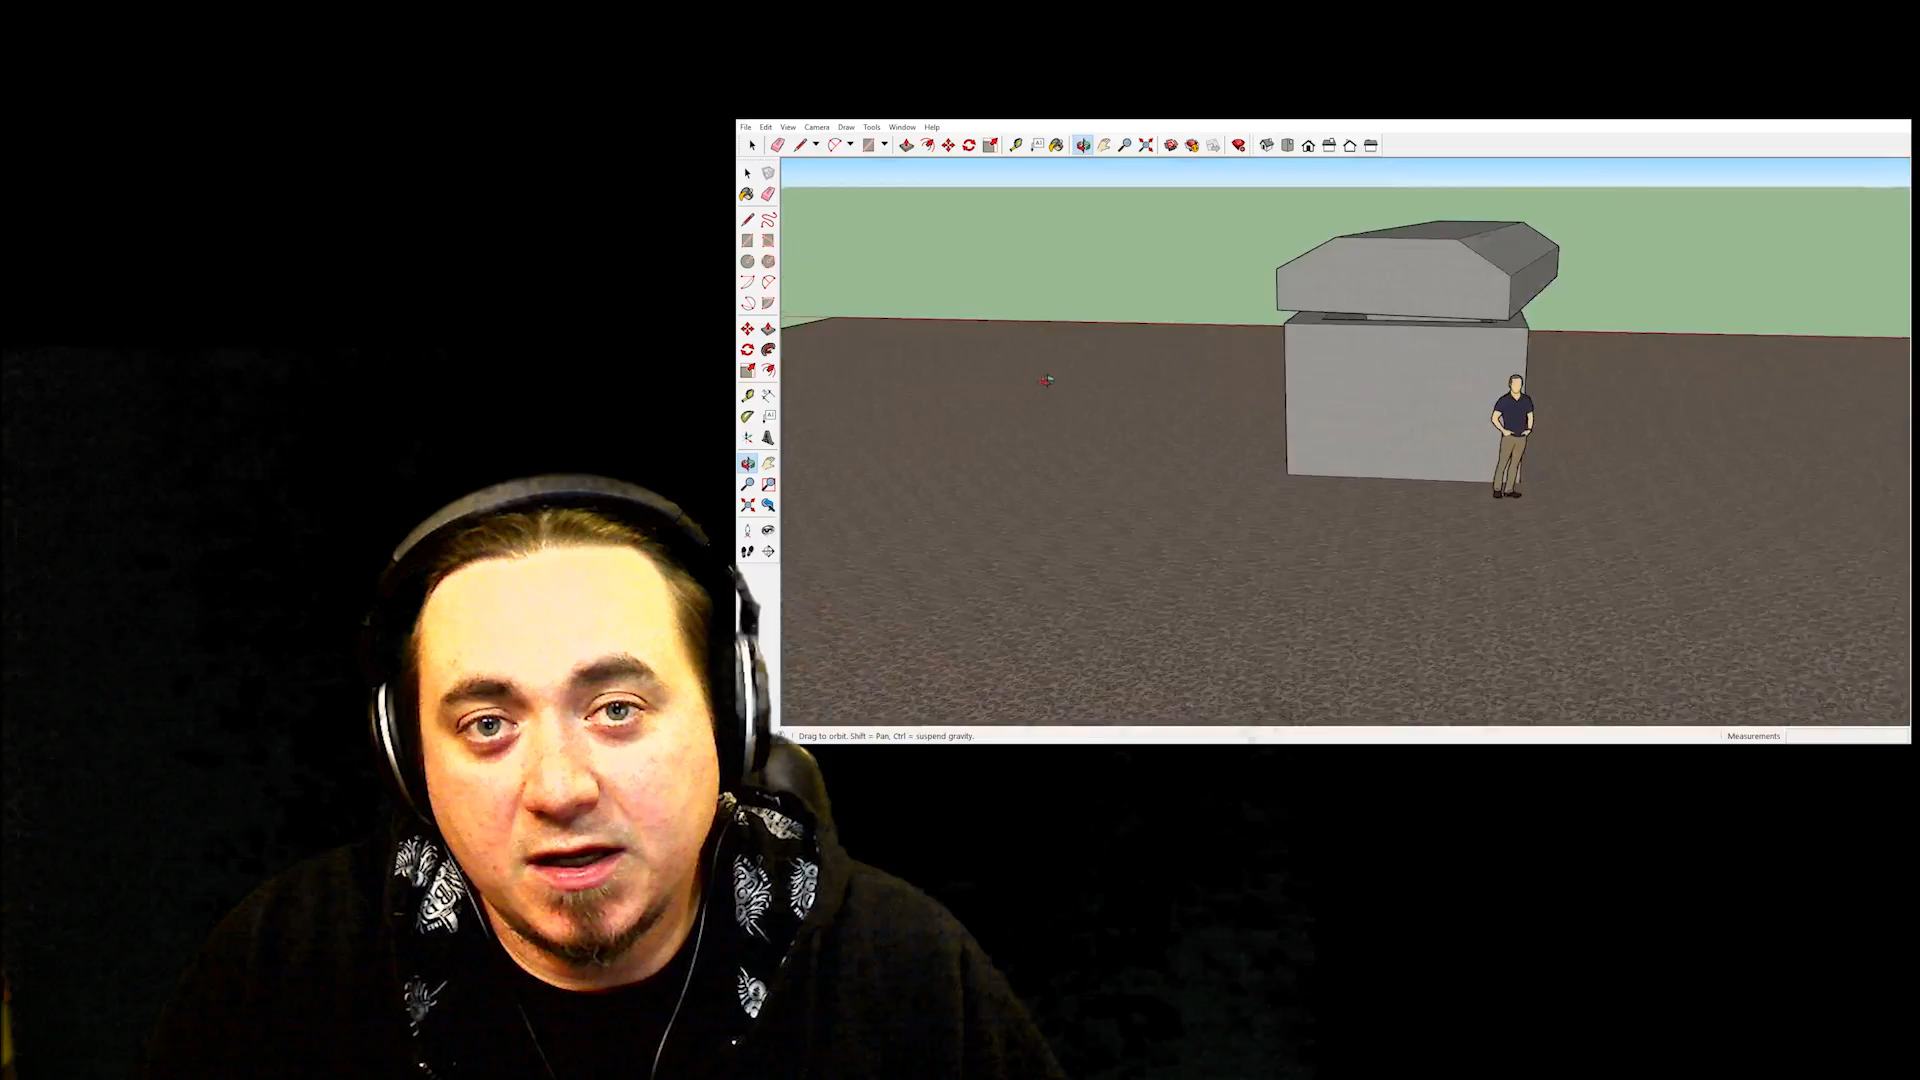 File Edit View Camera Draw Tools Window Help
Drag to orbit. Shift = Pan, Ctrl = suspend gravity.
Measurements